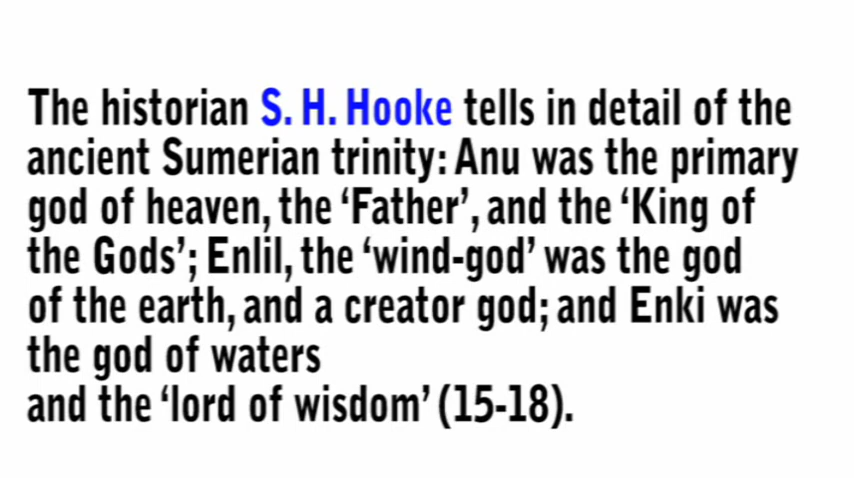 The historian S. H. Hooke tells in detail of the
ancient Sumerian trinity: Anu was the primary
god of heaven, the ‘Father’, and the ‘King of
the Gods’; Enlil, the ‘wind-god’ was the god
of the earth, and a creator god; and Enki was
the god of waters
and the ‘lord of wisdom’ (15-18).